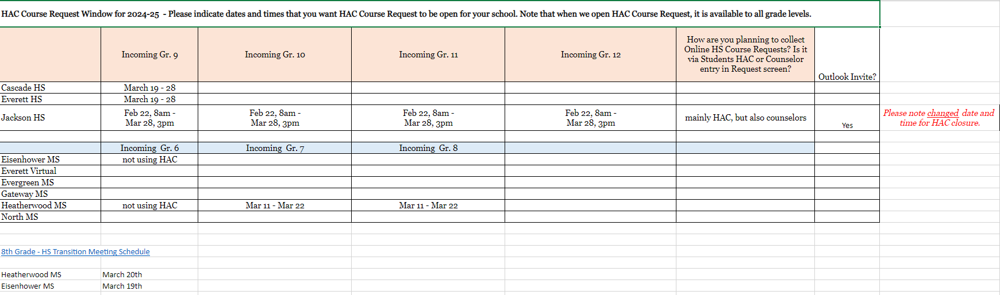 HAC Course Request Window for 2024-25 - Please indicate dates and times that you want HAC Course Request to be open for your school. Note that when we open HAC Course Request, it is available to all grade levels.
Incoming Gr. 9
Incoming Gr. 10
Incoming Gr. 11
Incoming Gr. 12
How are you planning to collect
Online HS Course Requests? Is it
via Students HAC or Counselor
entry in Request screen?
Outlook Invite?
Cascade HS
March 19 - 28
Everett HS
March 19 - 28
Jackson HS
Feb 22, 8am -
Mar 28, 3pm
Feb 22, 8am -
Mar 28, 3pm
Feb 22, 8am -
Mar 28, 3pm
Feb 22, 8am -
Mar 28, 3pm
mainly HAC, but also counselors
Yes
Please note changed date and
time for HAC closure.
Incoming Gr. 6
Incoming Gr. 7
Incoming Gr. 8
Eisenhower MS
not using HAC
Everett Virtual
Evergreen MS
Gateway MS
Heatherwood MS
not using HAC
Mar 11 - Mar 22
Mar 11 - Mar 22
North MS
8th Grade - HS Transition Meeting Schedule
Heatherwood MS
March 20th
Eisenhower MS
March 19th